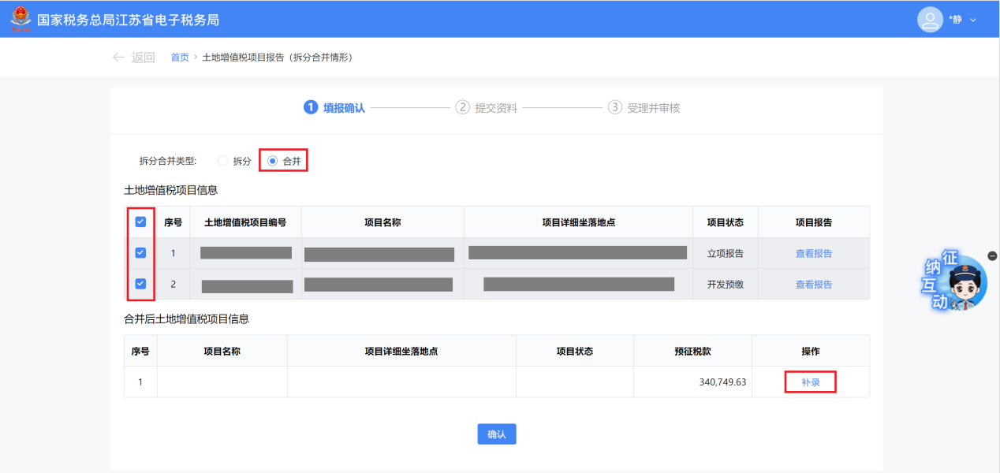 国家税务总局江苏省电子税务局
*静
返回 首页 › 土地增值税项目报告（拆分合并情形）
1 填报确认 2 提交资料 3 受理并审核
拆分合并类型: 拆分 合并
土地增值税项目信息
序号 土地增值税项目编号 项目名称 项目详细坐落地点 项目状态 项目报告
1 立项报告 查看报告
2 开发预缴 查看报告
征纳互动
合并后土地增值税项目信息
序号 项目名称 项目详细坐落地点 项目状态 预征税款 操作
1 340,749.63 补录
确认